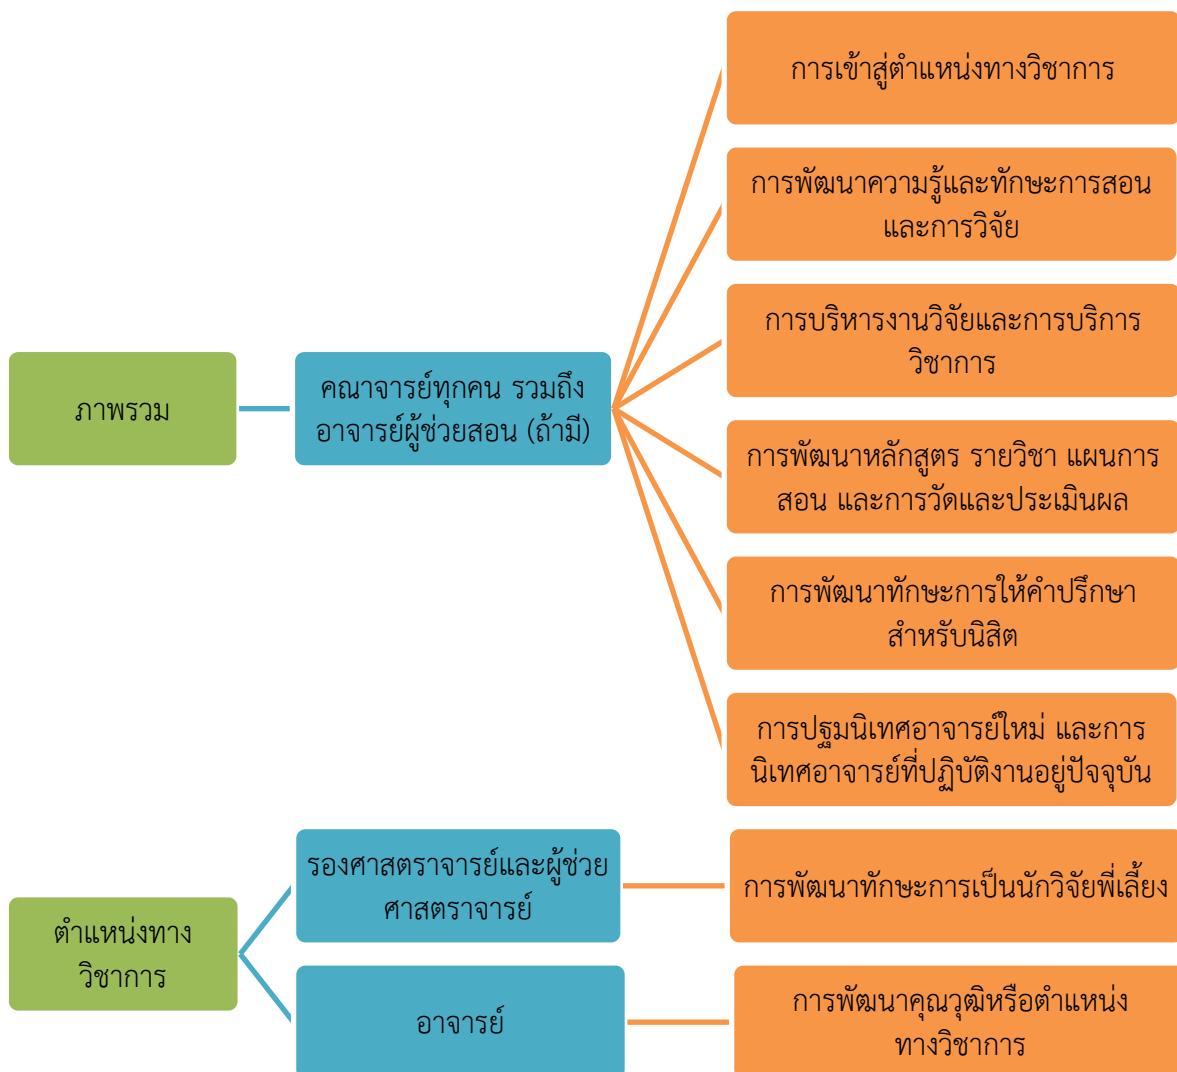 ภาพรวม
คณาจารย์ทุกคน รวมถึง
อาจารย์ผู้ช่วยสอน (ถ้ามี)
การเข้าสู่ตำแหน่งทางวิชาการ
การพัฒนาความรู้และทักษะการสอน
และการวิจัย
การบริหารงานวิจัยและการบริการ
วิชาการ
การพัฒนาหลักสูตร รายวิชา แผนการ
สอน และการวัดและประเมินผล
การพัฒนาทักษะการให้คำปรึกษา
สำหรับนิสิต
การปฐมนิเทศอาจารย์ใหม่ และการ
นิเทศอาจารย์ที่ปฏิบัติงานอยู่ปัจจุบัน
ตำแหน่งทาง
วิชาการ
รองศาสตราจารย์และผู้ช่วย
ศาสตราจารย์
การพัฒนาทักษะการเป็นนักวิจัยพี่เลี้ยง
อาจารย์
การพัฒนาคุณวุฒิหรือตำแหน่ง
ทางวิชาการ